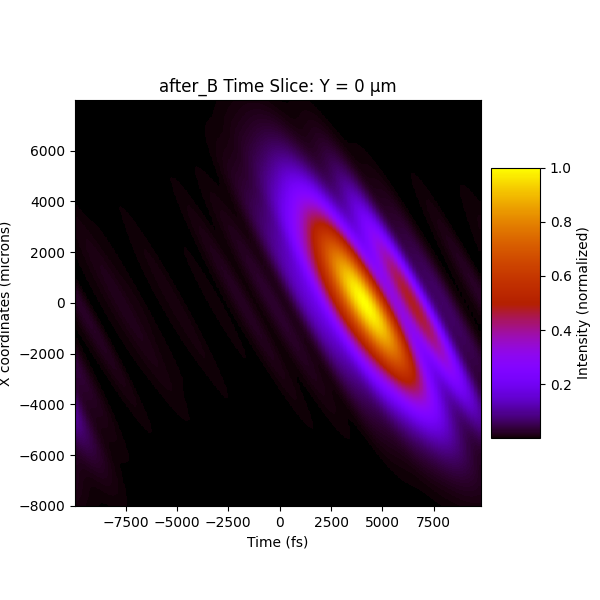 after_B Time Slice: Y = 0 μm
X coordinates (microns)
6000
4000
2000
0
−2000
−4000
−6000
−8000
−7500 −5000 −2500 0 2500 5000 7500
Time (fs)
1.0
0.8
0.6
0.4
0.2
Intensity (normalized)